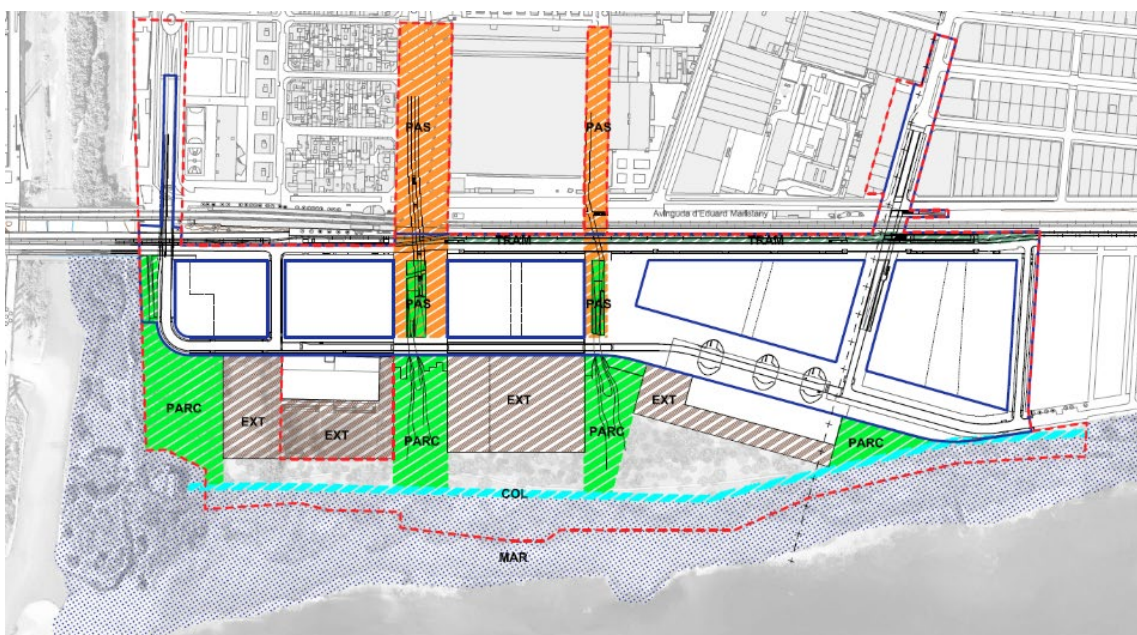 PAS
PAS
Avinguda d'Eduard Maristany
TRAM
TRAM
PAS
PAS
PARC
EXT
EXT
PARC
EXT
PARC
EXT
PARC
COL
MAR